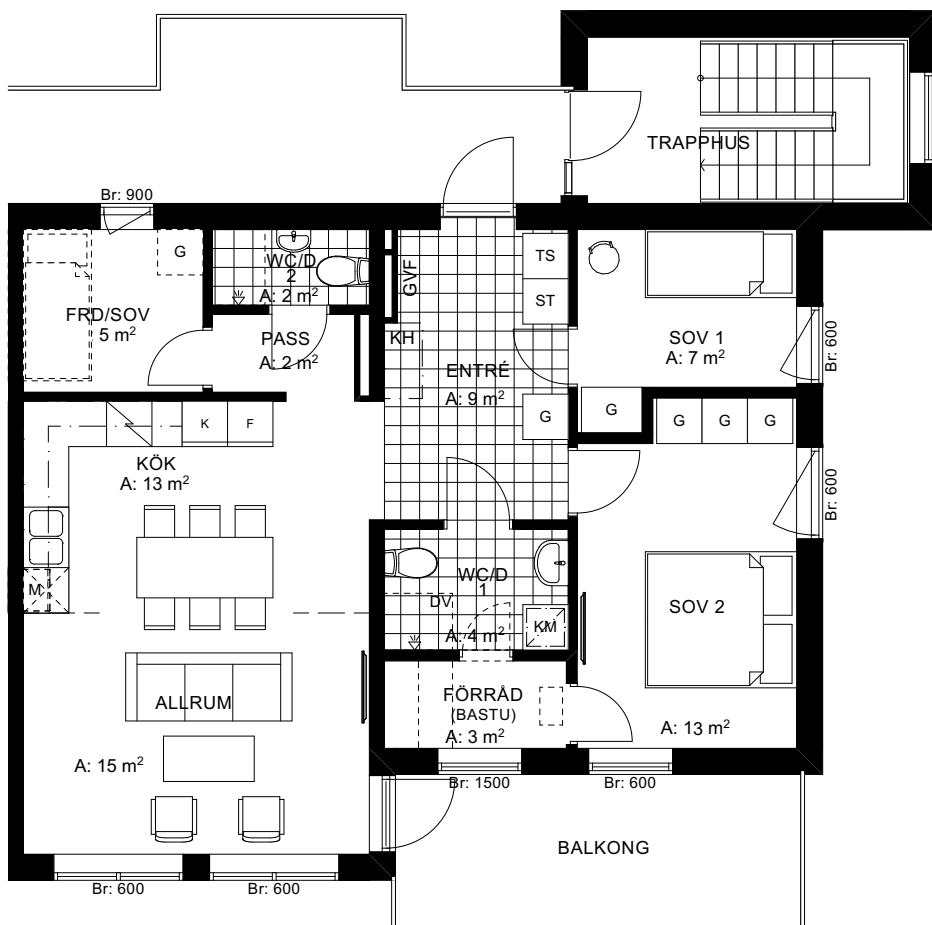 TRAPPHUS
Br: 900
G
WC/D
2
A: 2 m²
GVF
TS
ST
FRD/SOV
5 m²
PASS
A: 2 m²
KH
ENTRÉ
A: 9 m²
G
SOV 1
A: 7 m²
Br: 600
G
G
G
G
K
F
KÖK
A: 13 m²
Br: 600
M
WC/D
1
DV
KM
A: 4 m²
SOV 2
A: 13 m²
ALLRUM
A: 15 m²
FÖRRÅD
(BASTU)
A: 3 m²
Br: 1500
Br: 600
BALKONG
Br: 600
Br: 600